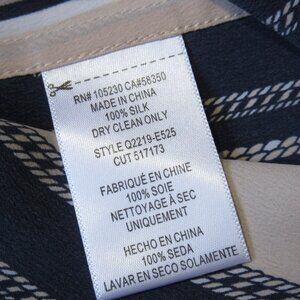 RN# 105230 CA#58350
MADE IN CHINA
100% SILK
DRY CLEAN ONLY
STYLE Q2219-E525
CUT 517173
FABRIQUÉ EN CHINE
100% SOIE
NETTOYAGE À SEC
UNIQUEMENT
HECHO EN CHINA
100% SEDA
LAVAR EN SECO SOLAMENTE